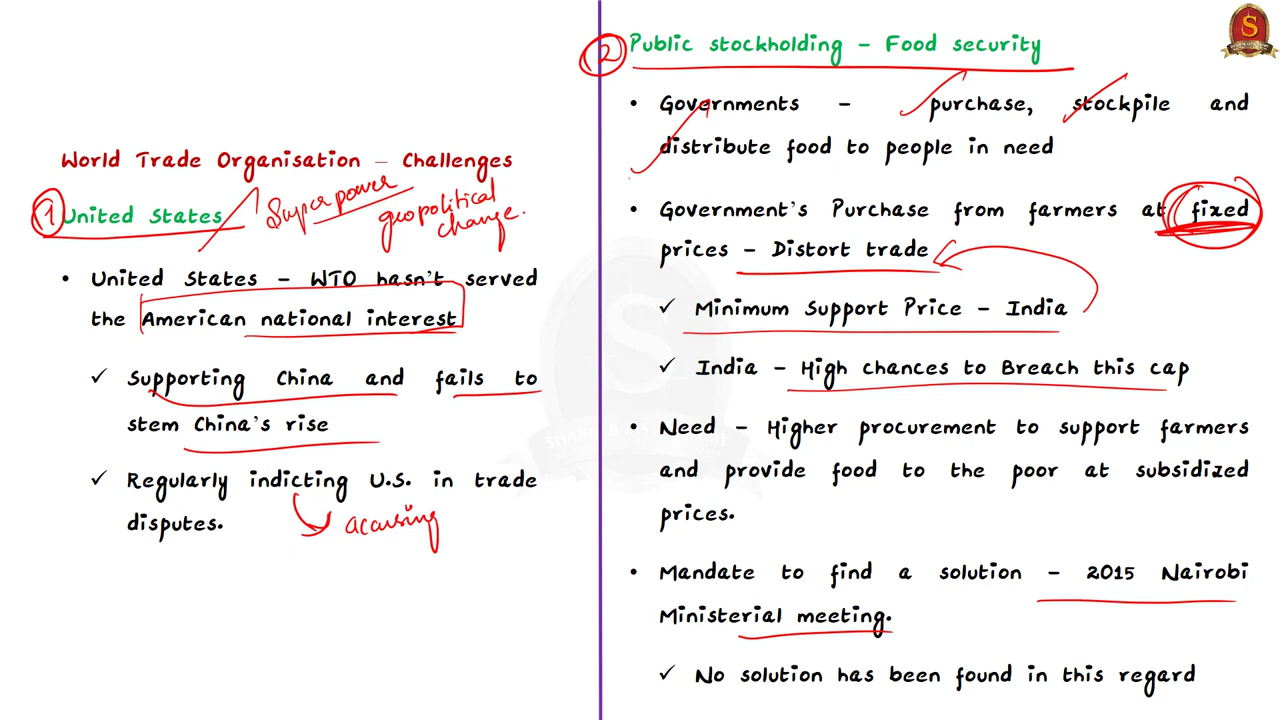 World Trade Organisation – Challenges
1 United States
Superpower
geopolitical
change.
• United States – WTO hasn't served
the American national interest
✓ Supporting China and fails to
stem China's rise
✓ Regularly indicting U.S. in trade
disputes.
acausing
2 Public stockholding – Food security
• Governments – purchase, stockpile and
distribute food to people in need
• Government's Purchase from farmers at fixed
prices – Distort trade
✓ Minimum Support Price – India
✓ India – High chances to Breach this cap
• Need – Higher procurement to support farmers
and provide food to the poor at subsidized
prices.
• Mandate to find a solution – 2015 Nairobi
Ministerial meeting.
✓ No solution has been found in this regard
S